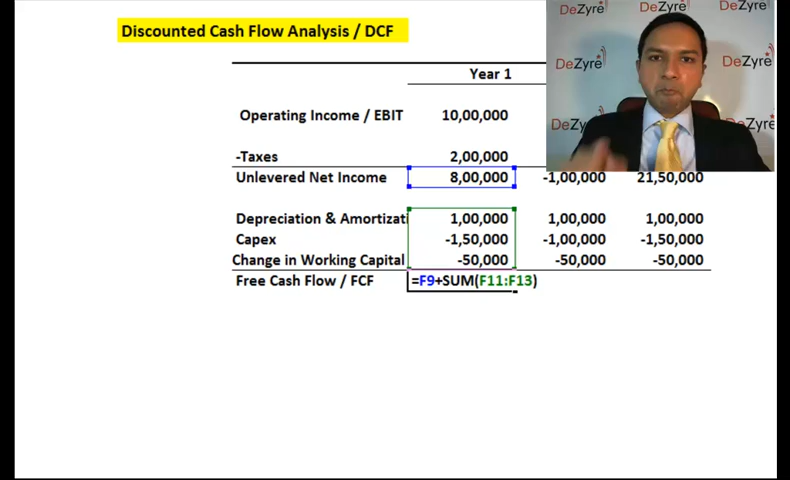 DeZyre DeZyre DeZyre
Discounted Cash Flow Analysis / DCF
DeZyre DeZyre
Year 1
Operating Income / EBIT 10,00,000
DeZy Zyre
-Taxes 2,00,000
Unlevered Net Income 8,00,000 -1,00,000 21,50,000
Depreciation & Amortizati 1,00,000 1,00,000 1,00,000
Capex -1,50,000 -1,00,000 -1,50,000
Change in Working Capital -50,000 -50,000 -50,000
Free Cash Flow / FCF =F9+SUM(F11:F13)